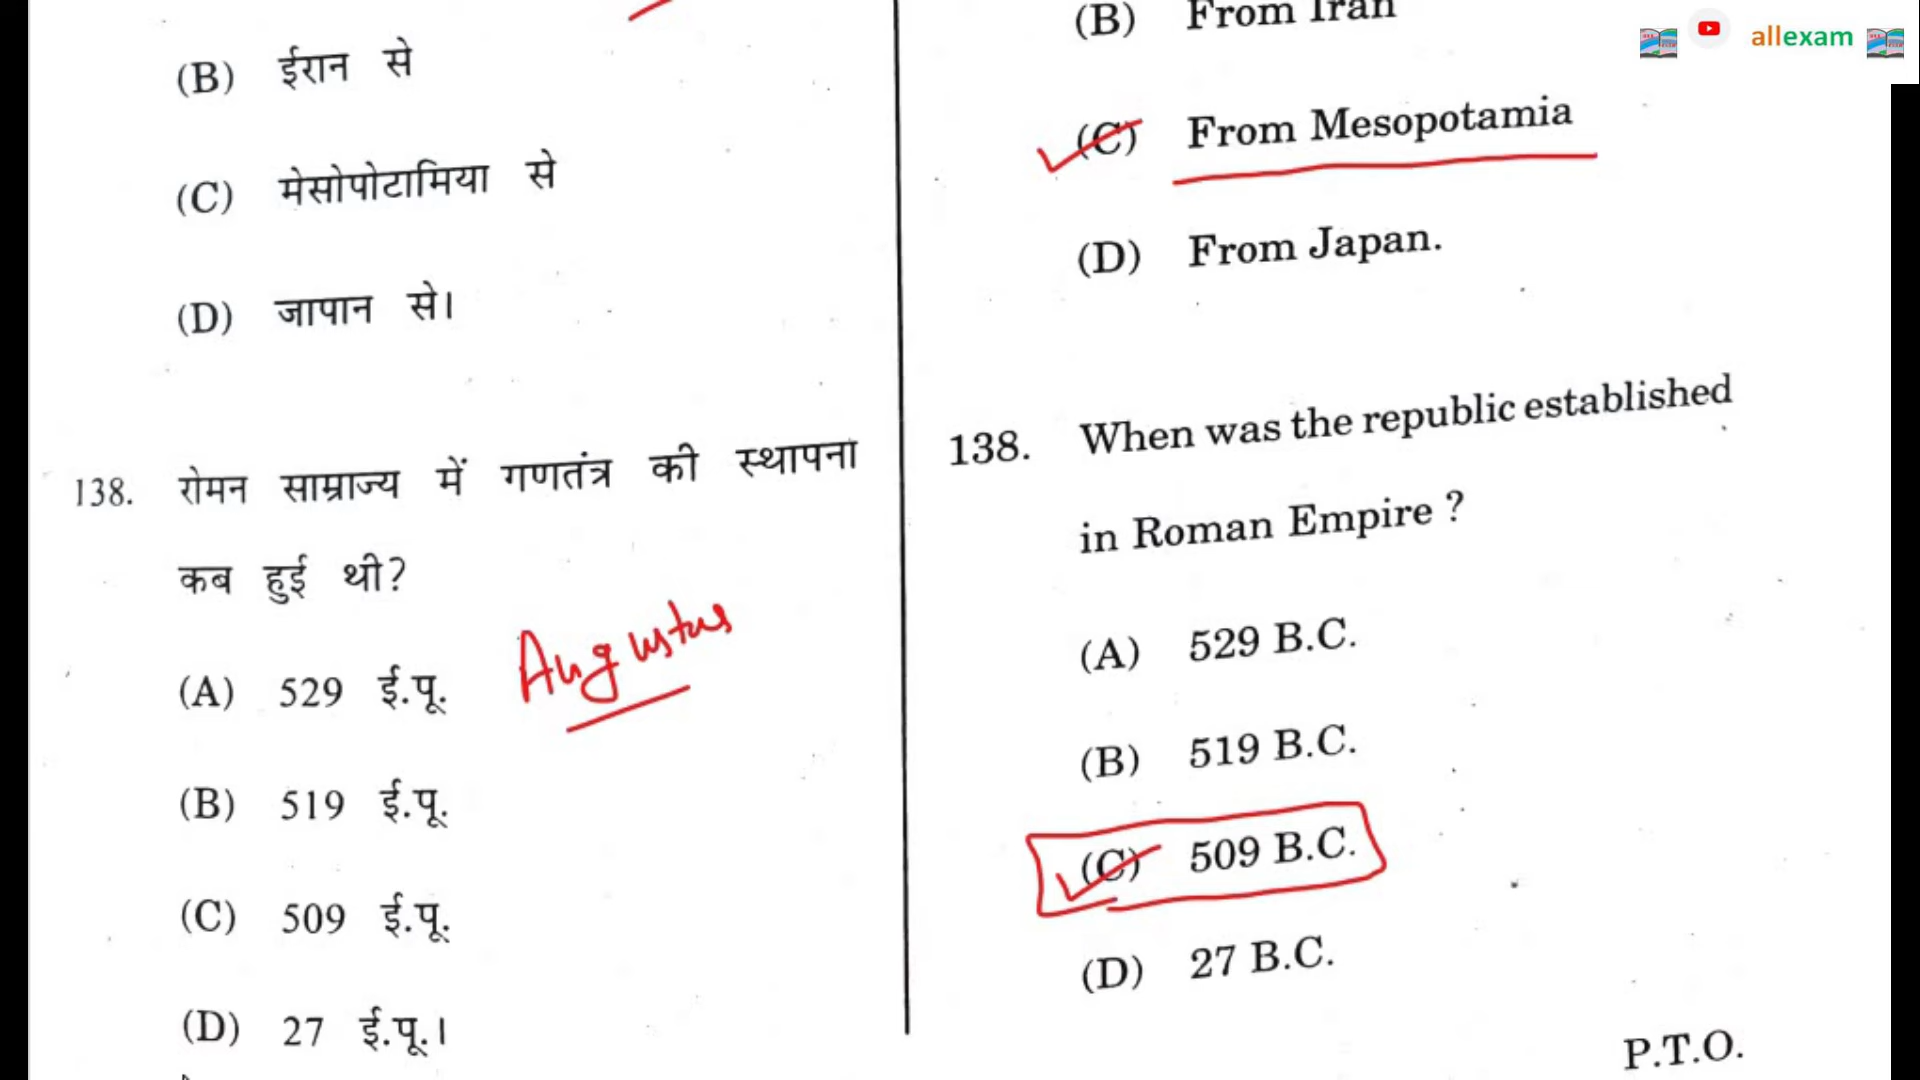 (B) ईरान से
(C) मेसोपोटामिया से
(D) जापान से।
138. रोमन साम्राज्य में गणतंत्र की स्थापना
कब हुई थी?
Augustus
(A) 529 ई.पू.
(B) 519 ई.पू.
(C) 509 ई.पू.
(D) 27 ई.पू.।
(B) From Iran
(C) From Mesopotamia
(D) From Japan.
138. When was the republic established
in Roman Empire ?
(A) 529 B.C.
(B) 519 B.C.
(C) 509 B.C.
(D) 27 B.C.
P.T.O.
allexam